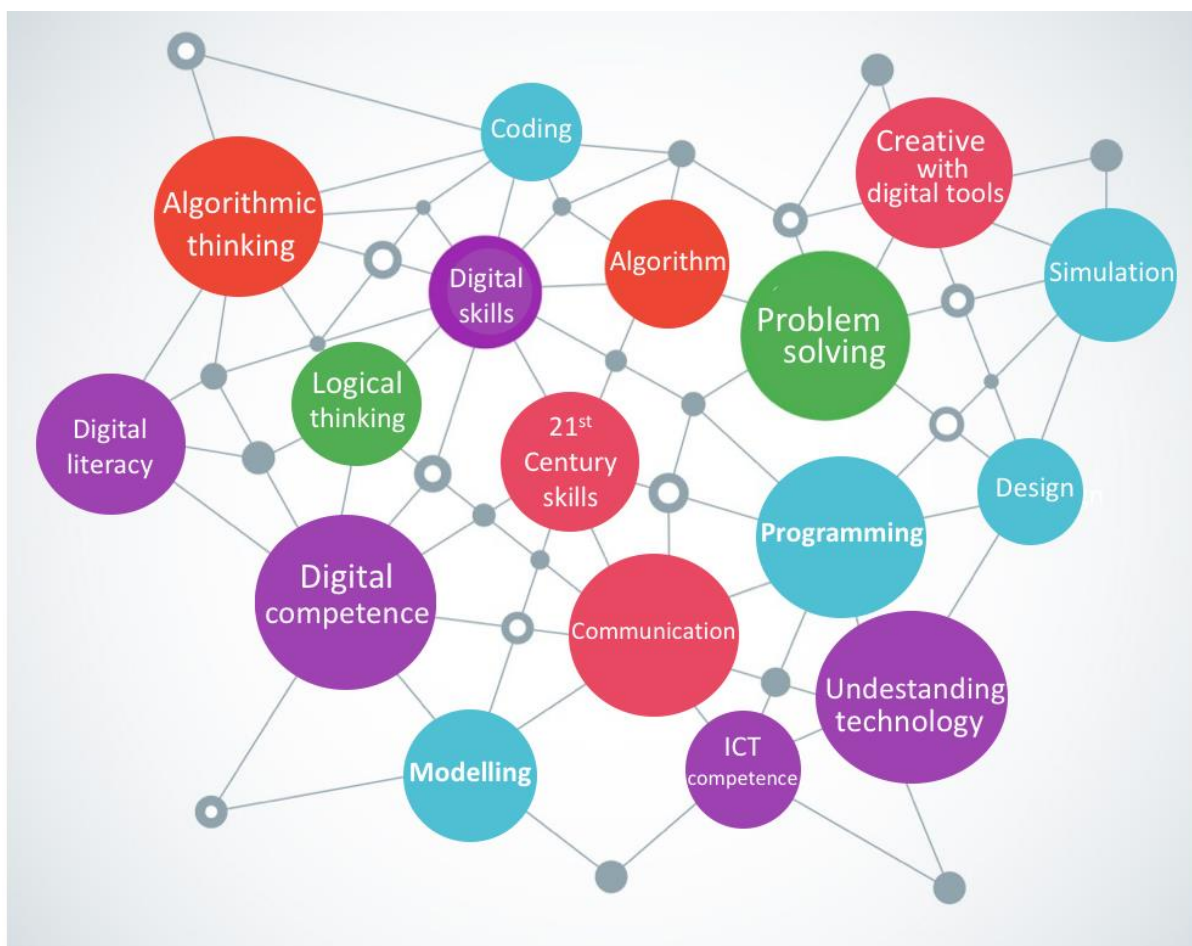 Coding
Creative
with
digital tools
Algorithmic
thinking
Algorithm
Simulation
Digital
skills
Problem
solving
Logical
thinking
Digital
literacy
21st
Century
skills
Design
n
Programming
Digital
competence
Communication
Undestanding
technology
Modelling
ICT
competence